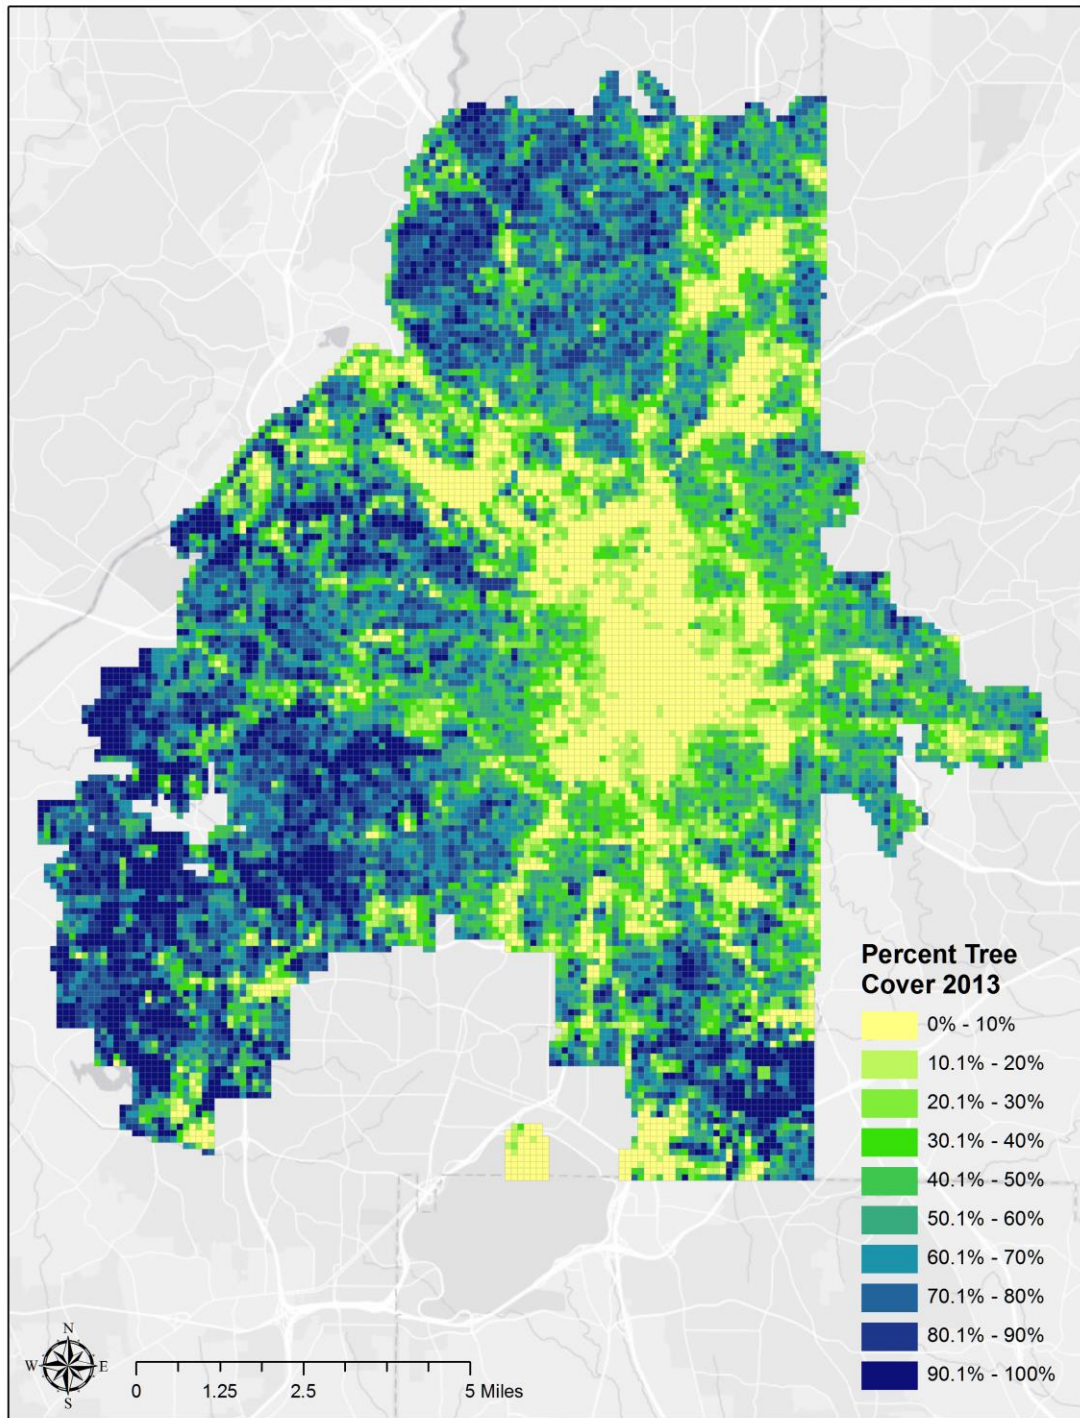 Percent Tree
Cover 2013
0% - 10%
10.1% - 20%
20.1% - 30%
30.1% - 40%
40.1% - 50%
50.1% - 60%
60.1% - 70%
70.1% - 80%
80.1% - 90%
90.1% - 100%
N
W E
S
0 1.25 2.5 5 Miles